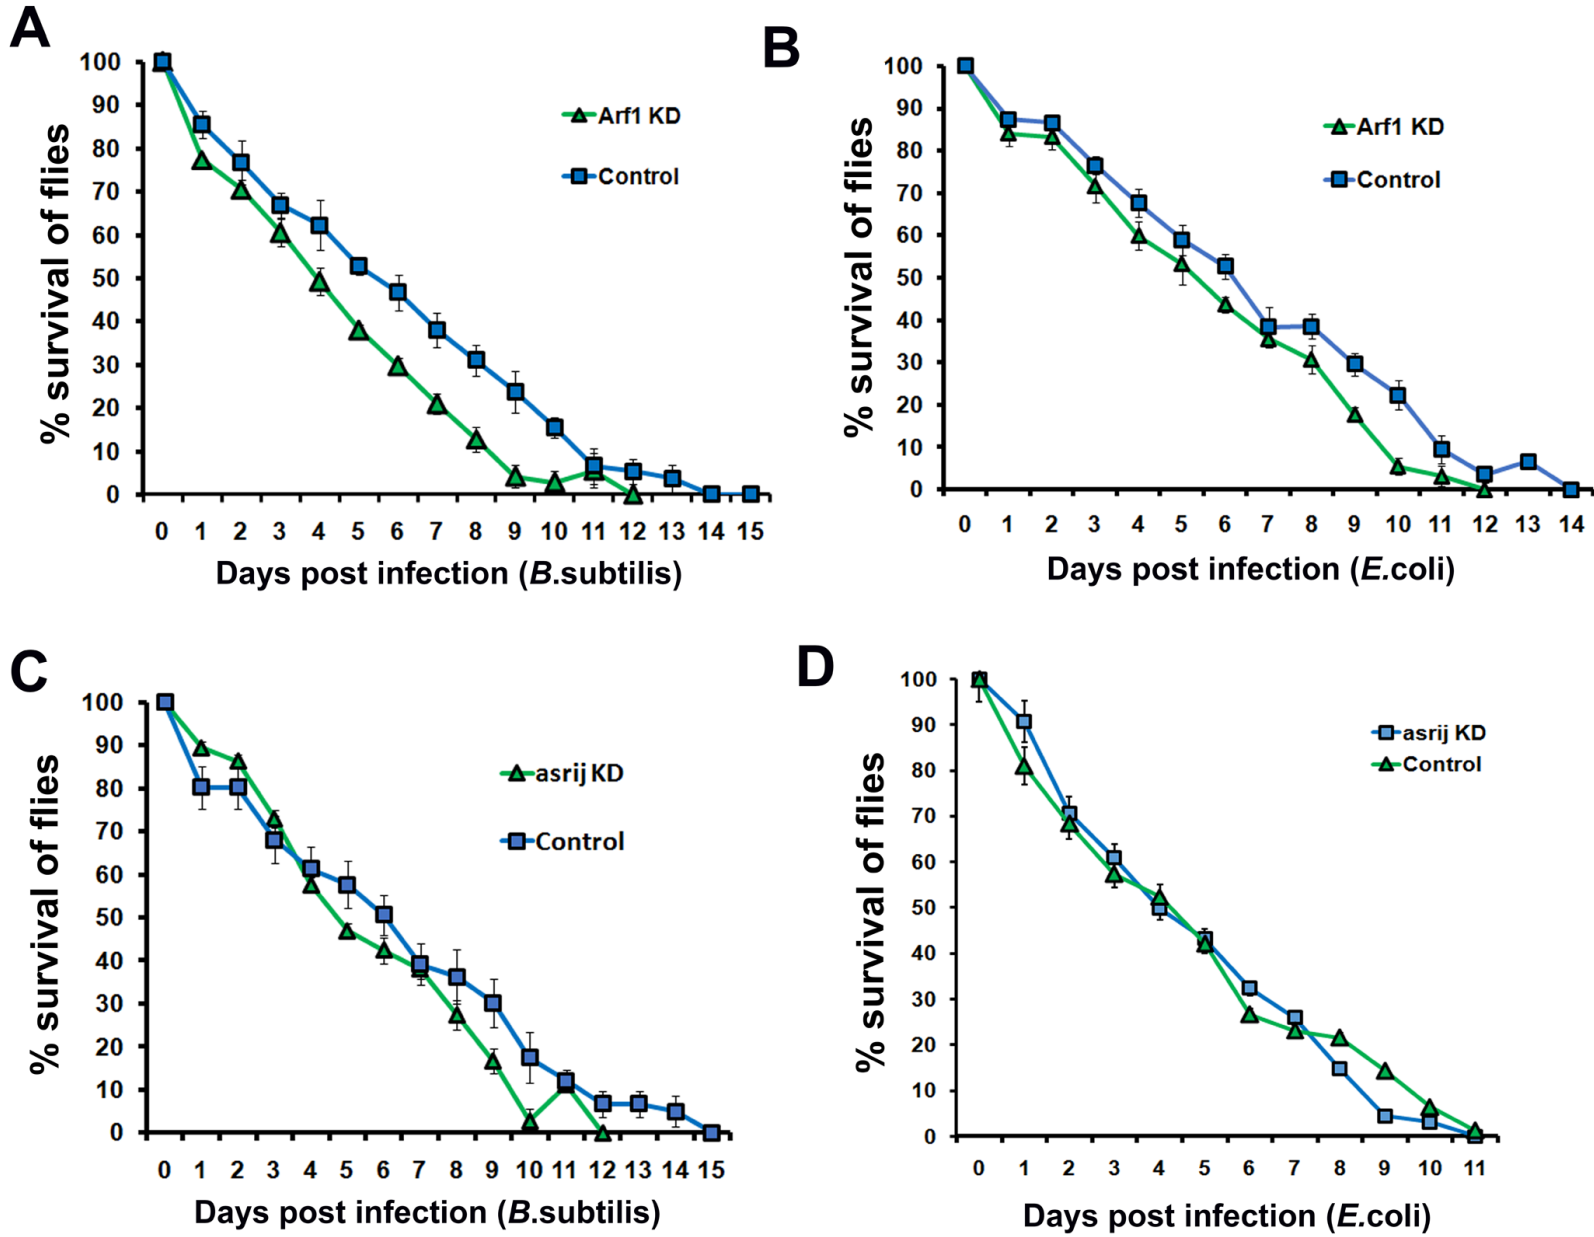 A
% survival of flies
100
90
80
70
60
50
40
30
20
10
0
Arf1 KD
Control
0 1 2 3 4 5 6 7 8 9 10 11 12 13 14 15
Days post infection (B.subtilis)
B
% survival of flies
100
90
80
70
60
50
40
30
20
10
0
Arf1 KD
Control
0 1 2 3 4 5 6 7 8 9 10 11 12 13 14
Days post infection (E.coli)
C
% survival of flies
100
90
80
70
60
50
40
30
20
10
0
asrij KD
Control
0 1 2 3 4 5 6 7 8 9 10 11 12 13 14 15
Days post infection (B.subtilis)
D
% survival of flies
100
90
80
70
60
50
40
30
20
10
0
asrij KD
Control
0 1 2 3 4 5 6 7 8 9 10 11
Days post infection (E.coli)